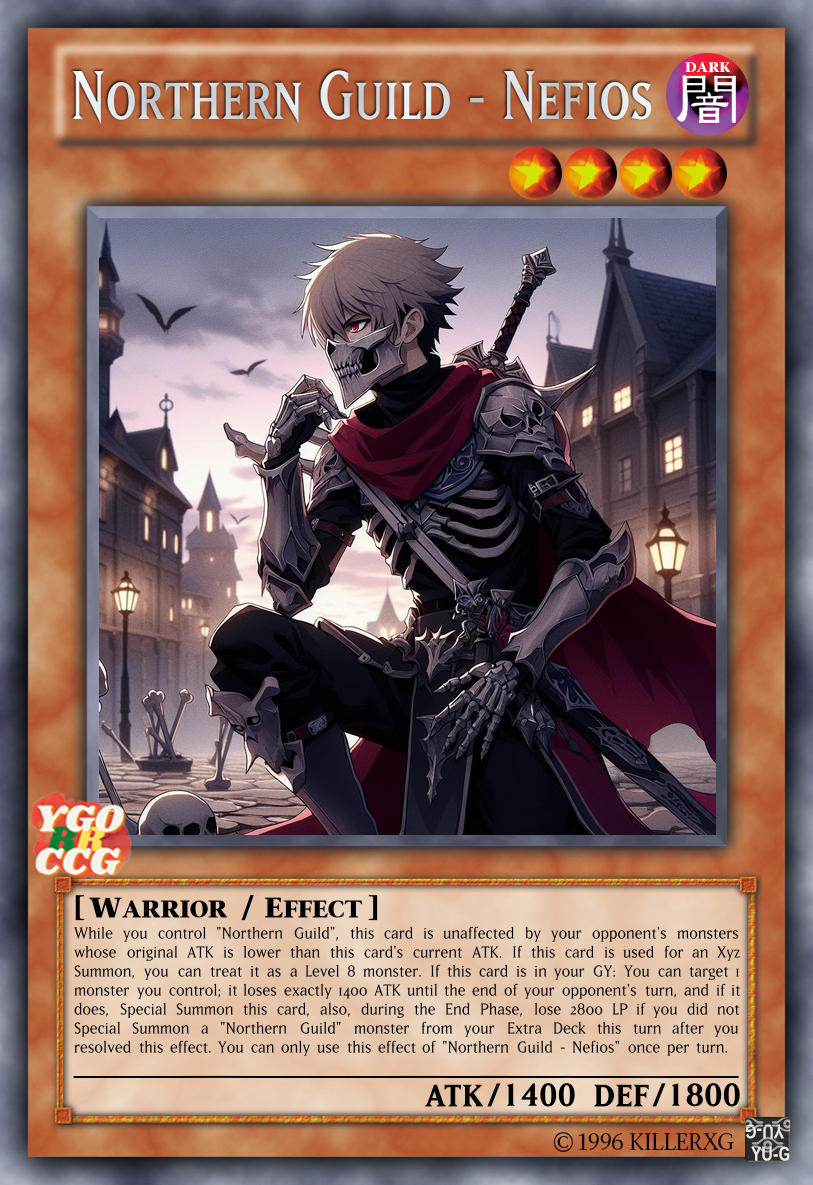 Northern Guild - Nefios
DARK
闇
YGO
RR
CCG
[ Warrior / Effect ]
While you control "Northern Guild", this card is unaffected by your opponent's monsters
whose original ATK is lower than this card's current ATK. If this card is used for an Xyz
Summon, you can treat it as a Level 8 monster. If this card is in your GY: You can target 1
monster you control; it loses exactly 1400 ATK until the end of your opponent's turn, and if it
does, Special Summon this card, also, during the End Phase, lose 2800 LP if you did not
Special Summon a "Northern Guild" monster from your Extra Deck this turn after you
resolved this effect. You can only use this effect of "Northern Guild - Nefios" once per turn.
ATK/1400 DEF/1800
© 1996 KILLERXG
YU-G
YU-G